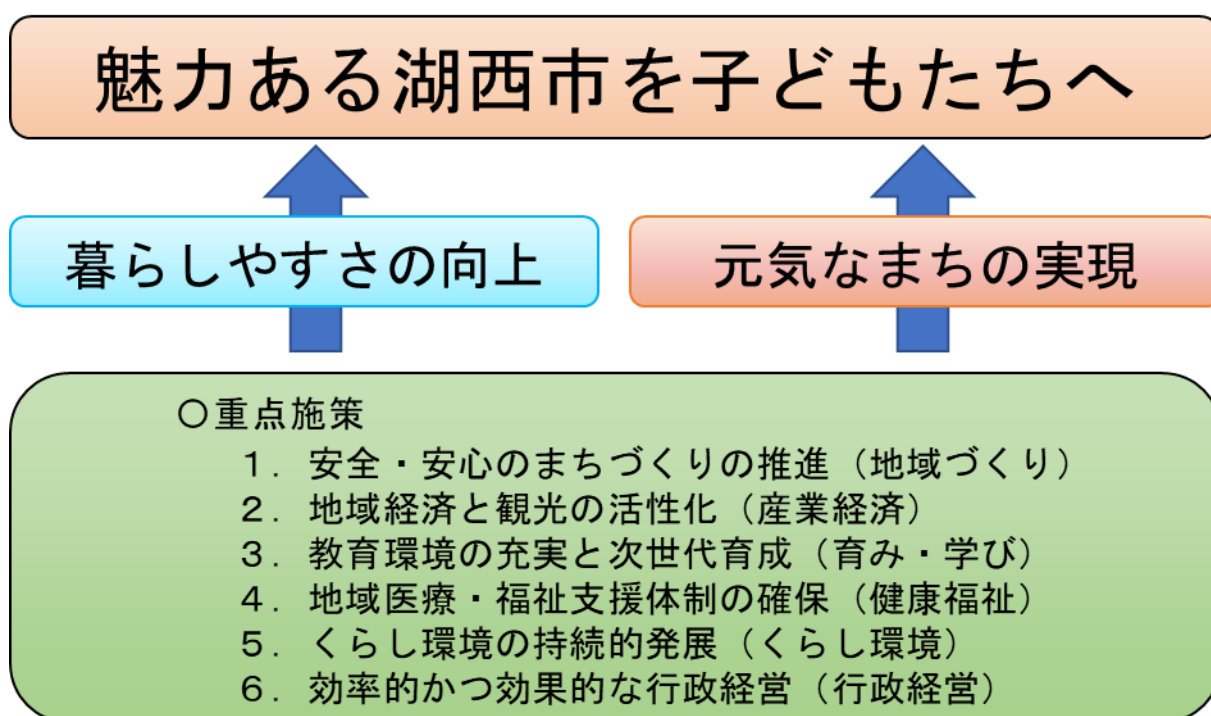 魅力ある湖西市を子どもたちへ
暮らしやすさの向上
元気なまちの実現
○重点施策
１．安全・安心のまちづくりの推進（地域づくり）
２．地域経済と観光の活性化（産業経済）
３．教育環境の充実と次世代育成（育み・学び）
４．地域医療・福祉支援体制の確保（健康福祉）
５．くらし環境の持続的発展（くらし環境）
６．効率的かつ効果的な行政経営（行政経営）